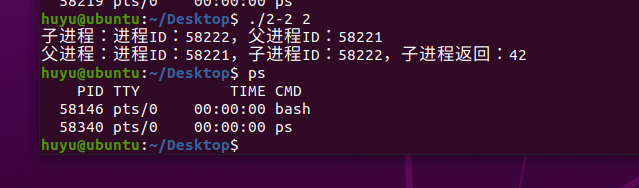 58219 pts/0    00:00:00 ps
huyu@ubuntu:~/Desktop$ ./2-2 2
子进程：进程ID：58222，父进程ID：58221
父进程：进程ID：58221，子进程ID：58222，子进程返回：42
huyu@ubuntu:~/Desktop$ ps
    PID TTY          TIME CMD
  58146 pts/0    00:00:00 bash
  58340 pts/0    00:00:00 ps
huyu@ubuntu:~/Desktop$